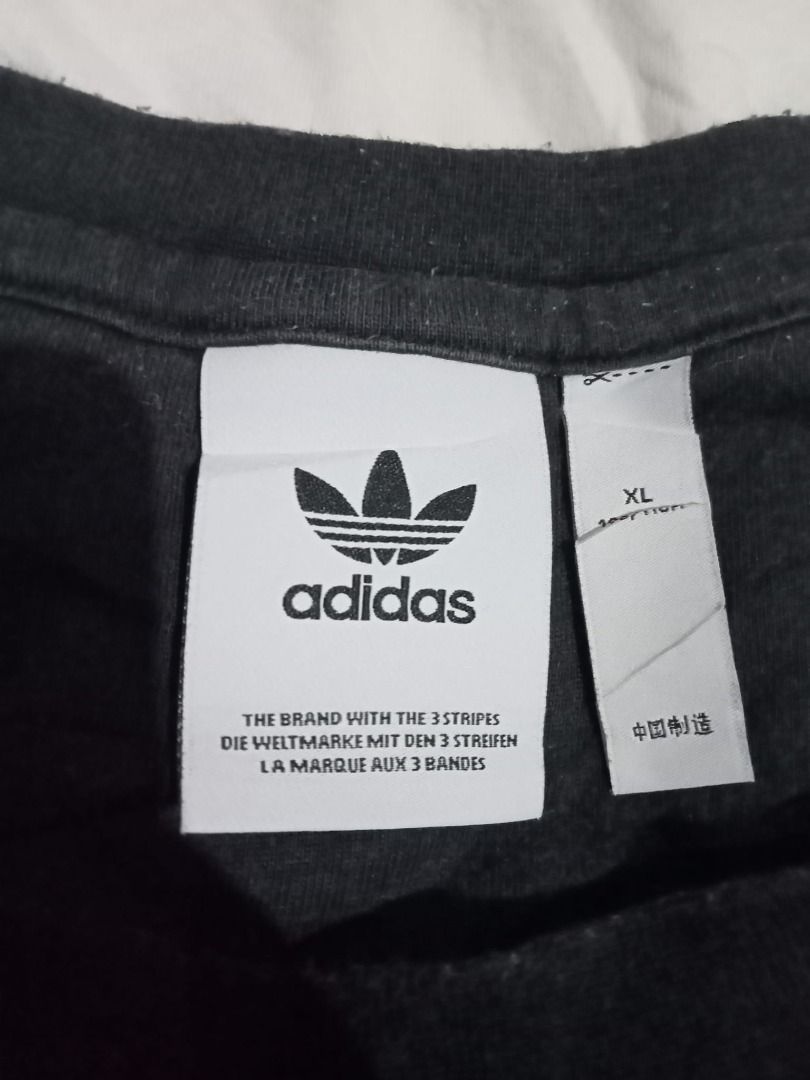 adidas
THE BRAND WITH THE 3 STRIPES
DIE WELTMARKE MIT DEN 3 STREIFEN
LA MARQUE AUX 3 BANDES
XL
中国制造